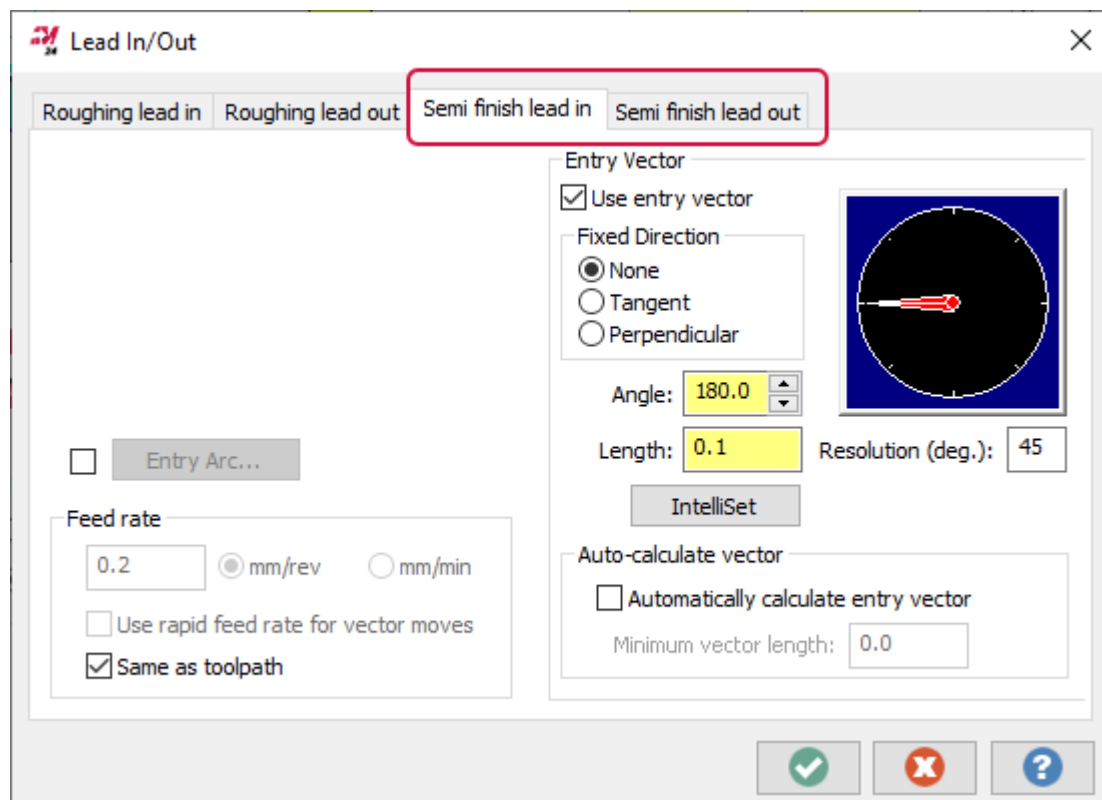 Lead In/Out
24
Roughing lead in
Roughing lead out
Semi finish lead in
Semi finish lead out
Entry Vector
Use entry vector
Fixed Direction
None
Tangent
Perpendicular
Angle: 180.0
Length: 0.1
Resolution (deg.): 45
IntelliSet
Entry Arc...
Feed rate
0.2 mm/rev mm/min
Use rapid feed rate for vector moves
Same as toolpath
Auto-calculate vector
Automatically calculate entry vector
Minimum vector length: 0.0
?